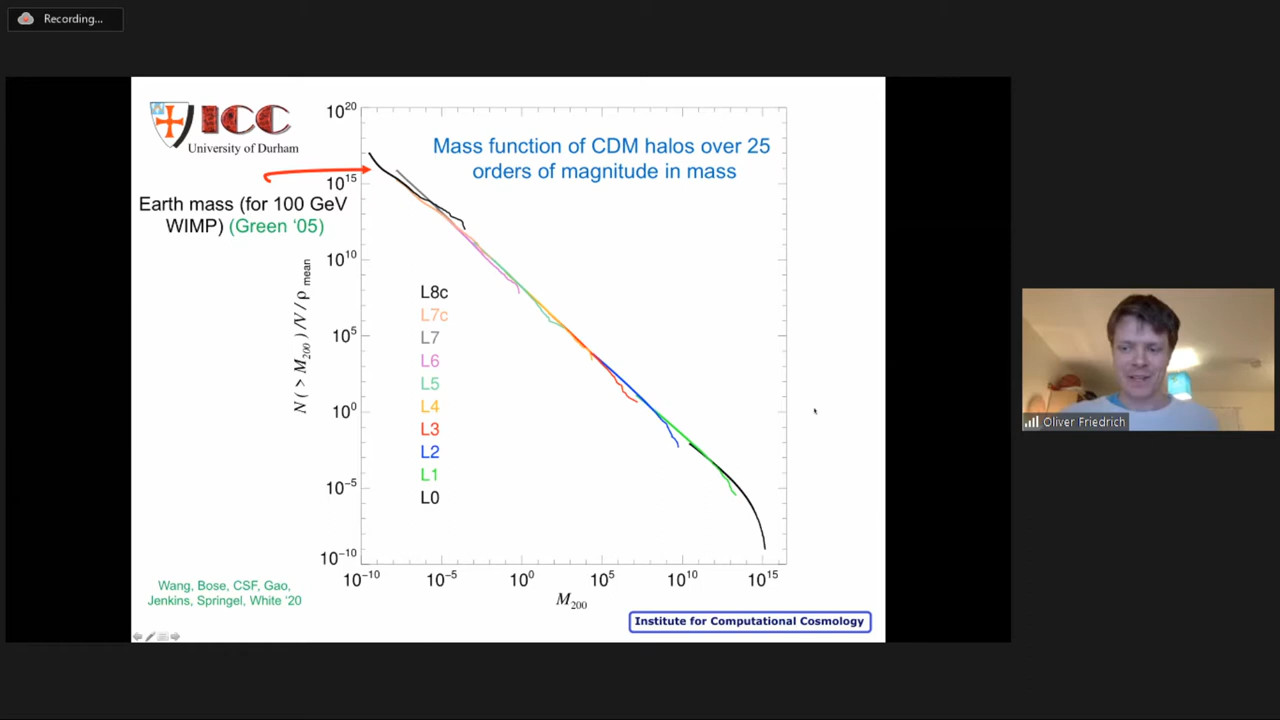 Recording...
ICC
University of Durham
Mass function of CDM halos over 25
orders of magnitude in mass
Earth mass (for 100 GeV
WIMP) (Green ‘05)
N ( > M200 ) / V / ρ mean
10^20
10^15
10^10
10^5
10^0
10^-5
10^-10
L8c
L7c
L7
L6
L5
L4
L3
L2
L1
L0
10^-10 10^-5 10^0 10^5 10^10 10^15
M200
Wang, Bose, CSF, Gao,
Jenkins, Springel, White ‘20
Institute for Computational Cosmology
Oliver Friedrich